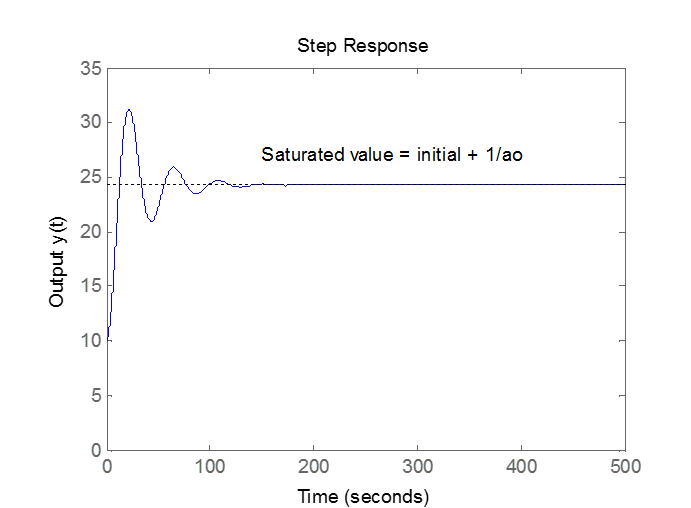 Step Response
35
30
25
20
15
10
5
0
Output y(t)
Saturated value = initial + 1/ao
0 100 200 300 400 500
Time (seconds)